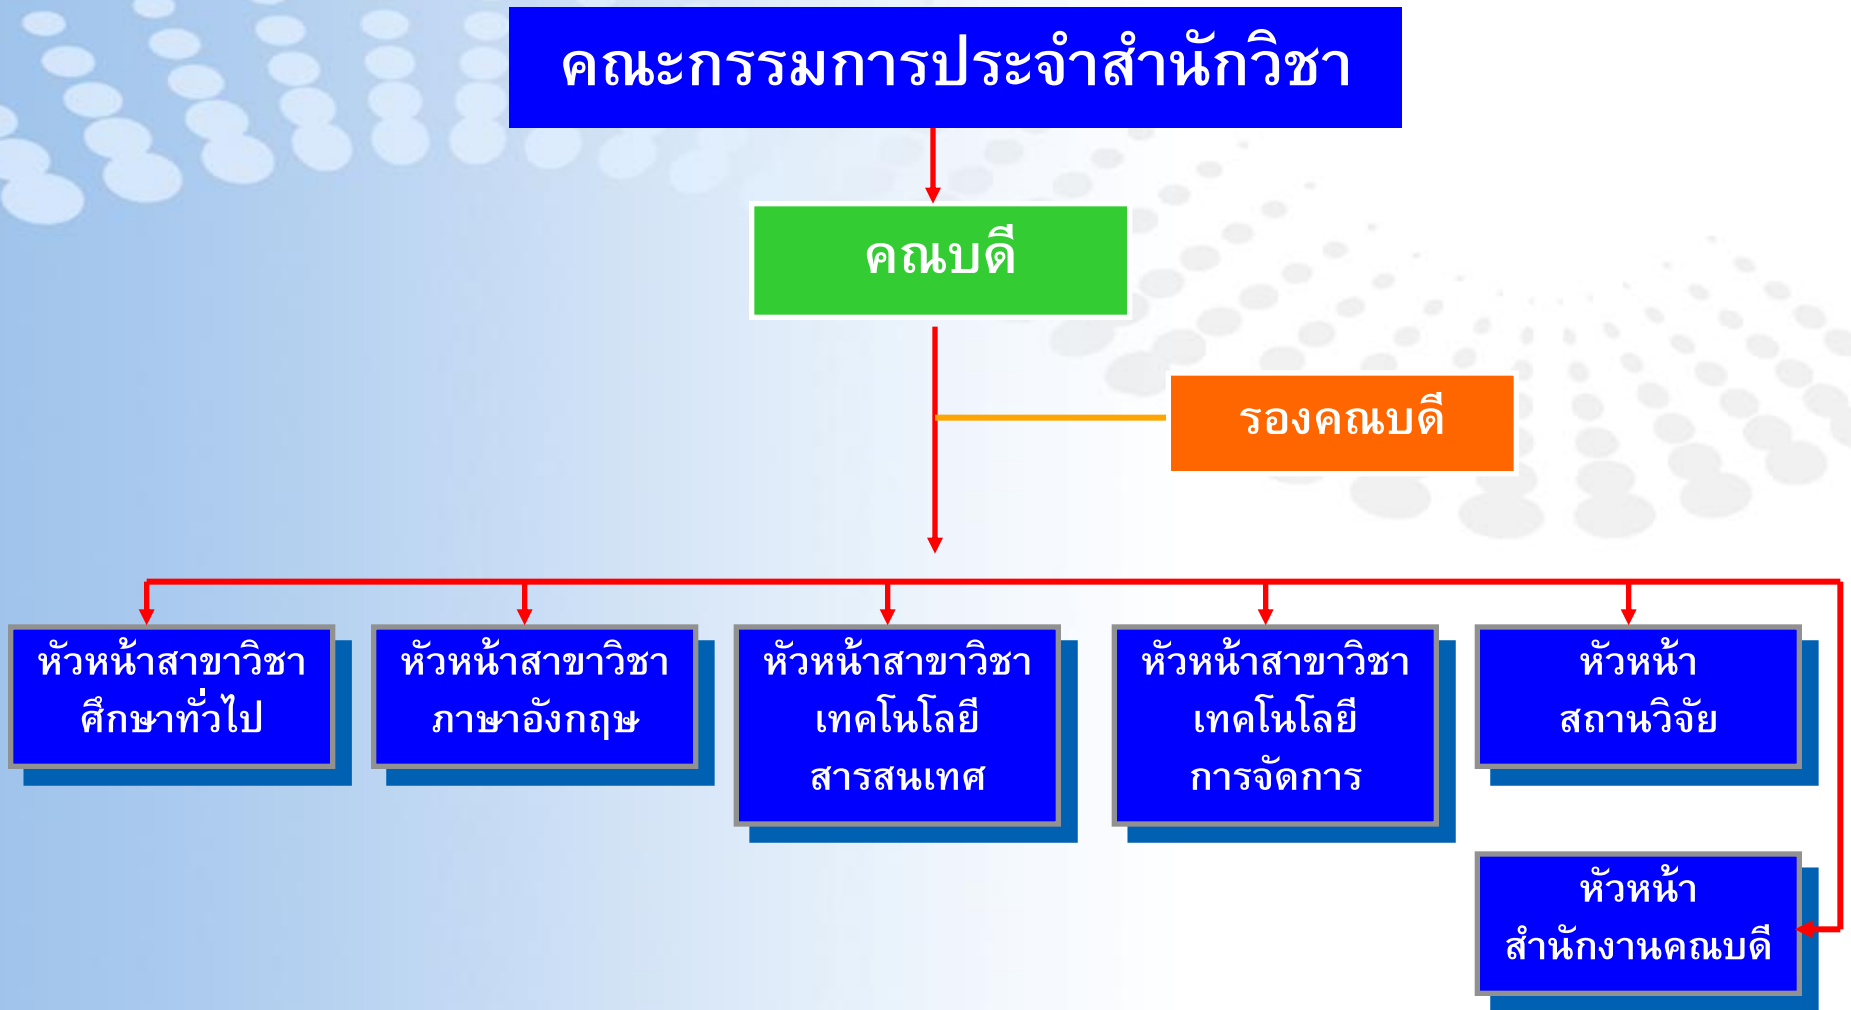 คณะกรรมการประจำสำนักวิชา
คณบดี
รองคณบดี
หัวหน้าสาขาวิชา
ศึกษาทั่วไป
หัวหน้าสาขาวิชา
ภาษาอังกฤษ
หัวหน้าสาขาวิชา
เทคโนโลยี
สารสนเทศ
หัวหน้าสาขาวิชา
เทคโนโลยี
การจัดการ
หัวหน้า
สถานวิจัย
หัวหน้า
สำนักงานคณบดี